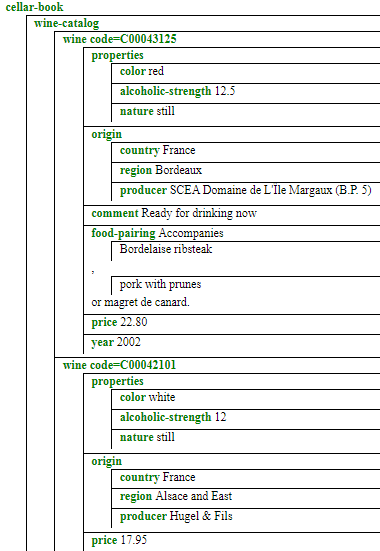 cellar-book
wine-catalog
wine code=C00043125
properties
color red
alcoholic-strength 12.5
nature still
origin
country France
region Bordeaux
producer SCEA Domaine de L'Île Margaux (B.P. 5)
comment Ready for drinking now
food-pairing Accompanies
Bordelaise ribsteak
,
pork with prunes
or magret de canard.
price 22.80
year 2002
wine code=C00042101
properties
color white
alcoholic-strength 12
nature still
origin
country France
region Alsace and East
producer Hugel & Fils
price 17.95